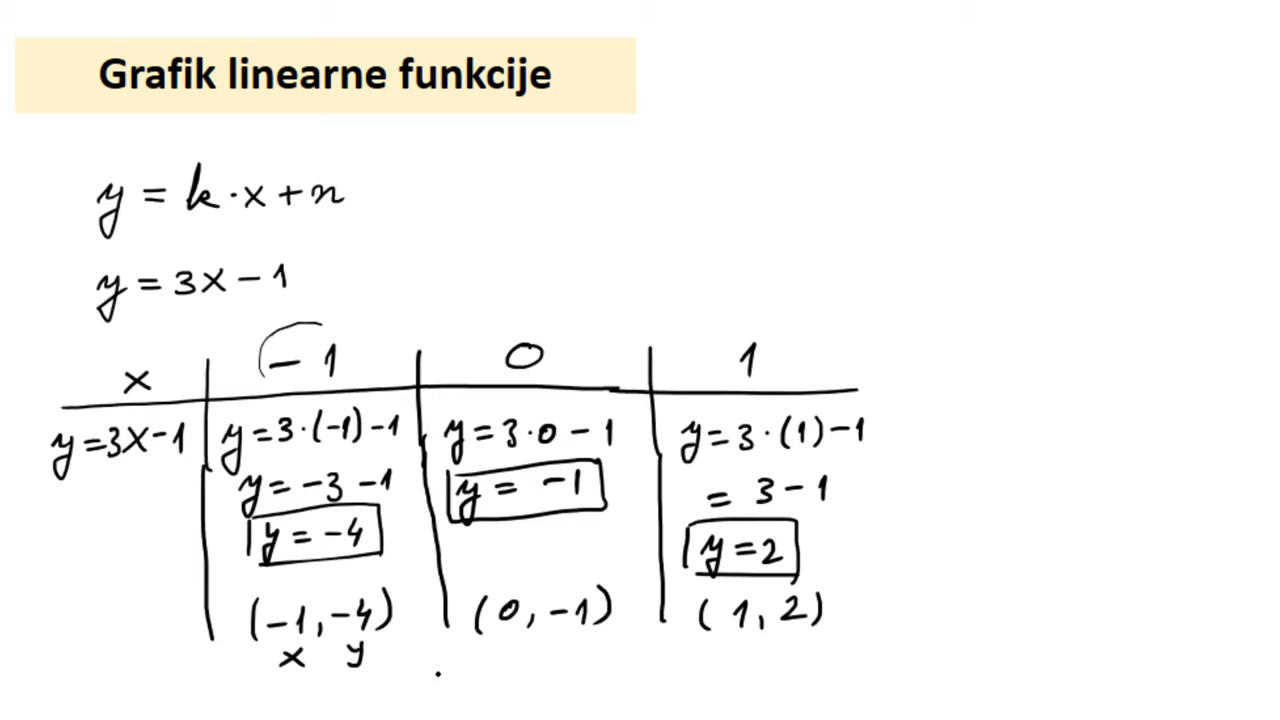 Grafik linearne funkcije
y = k·x+n
y = 3x-1
x -1 0 1
y=3x-1 y=3·(-1)-1 y=3·0-1 y=3·(1)-1
y=-3-1 y=-1 =3-1
y=-4 y=2
(-1,-4) (0,-1) (1,2)
x y